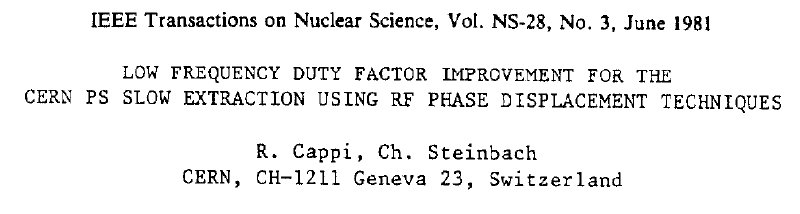 IEEE Transactions on Nuclear Science, Vol. NS-28, No. 3, June 1981
LOW FREQUENCY DUTY FACTOR IMPROVEMENT FOR THE
CERN PS SLOW EXTRACTION USING RF PHASE DISPLACEMENT TECHNIQUES
R. Cappi, Ch. Steinbach
CERN, CH-1211 Geneva 23, Switzerland